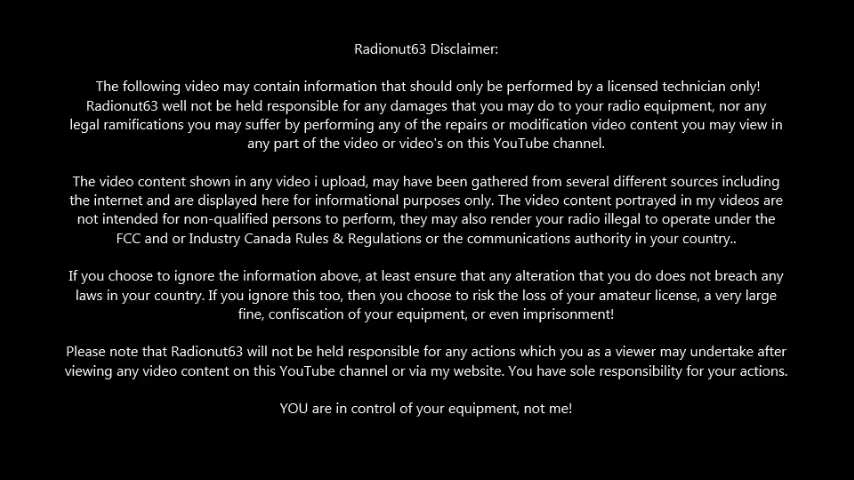 Radionut63 Disclaimer:
The following video may contain information that should only be performed by a licensed technician only!
Radionut63 well not be held responsible for any damages that you may do to your radio equipment, nor any
legal ramifications you may suffer by performing any of the repairs or modification video content you may view in
any part of the video or video's on this YouTube channel.
The video content shown in any video i upload, may have been gathered from several different sources including
the internet and are displayed here for informational purposes only. The video content portrayed in my videos are
not intended for non-qualified persons to perform, they may also render your radio illegal to operate under the
FCC and or Industry Canada Rules & Regulations or the communications authority in your country..
If you choose to ignore the information above, at least ensure that any alteration that you do does not breach any
laws in your country. If you ignore this too, then you choose to risk the loss of your amateur license, a very large
fine, confiscation of your equipment, or even imprisonment!
Please note that Radionut63 will not be held responsible for any actions which you as a viewer may undertake after
viewing any video content on this YouTube channel or via my website. You have sole responsibility for your actions.
YOU are in control of your equipment, not me!